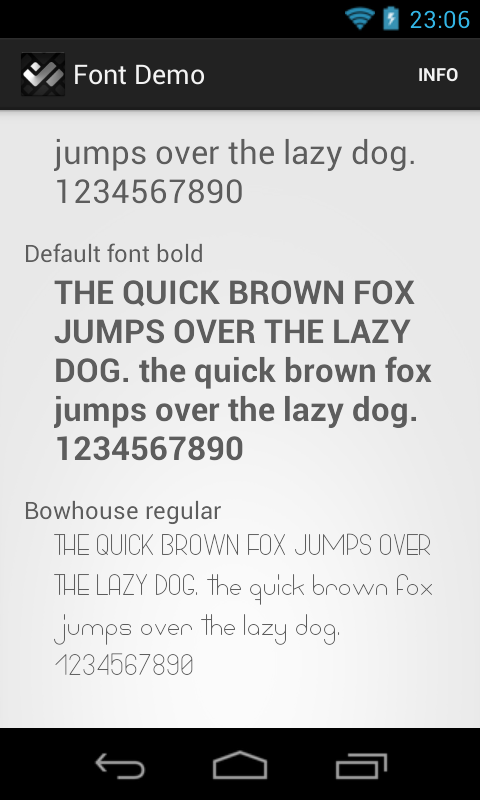 23:06
Font Demo
INFO
jumps over the lazy dog.
1234567890
Default font bold
THE QUICK BROWN FOX
JUMPS OVER THE LAZY
DOG. the quick brown fox
jumps over the lazy dog.
1234567890
Bowhouse regular
THE QUICK BROWN FOX JUMPS OVER
THE LAZY DOG. the quick brown fox
jumps over the lazy dog.
1234567890